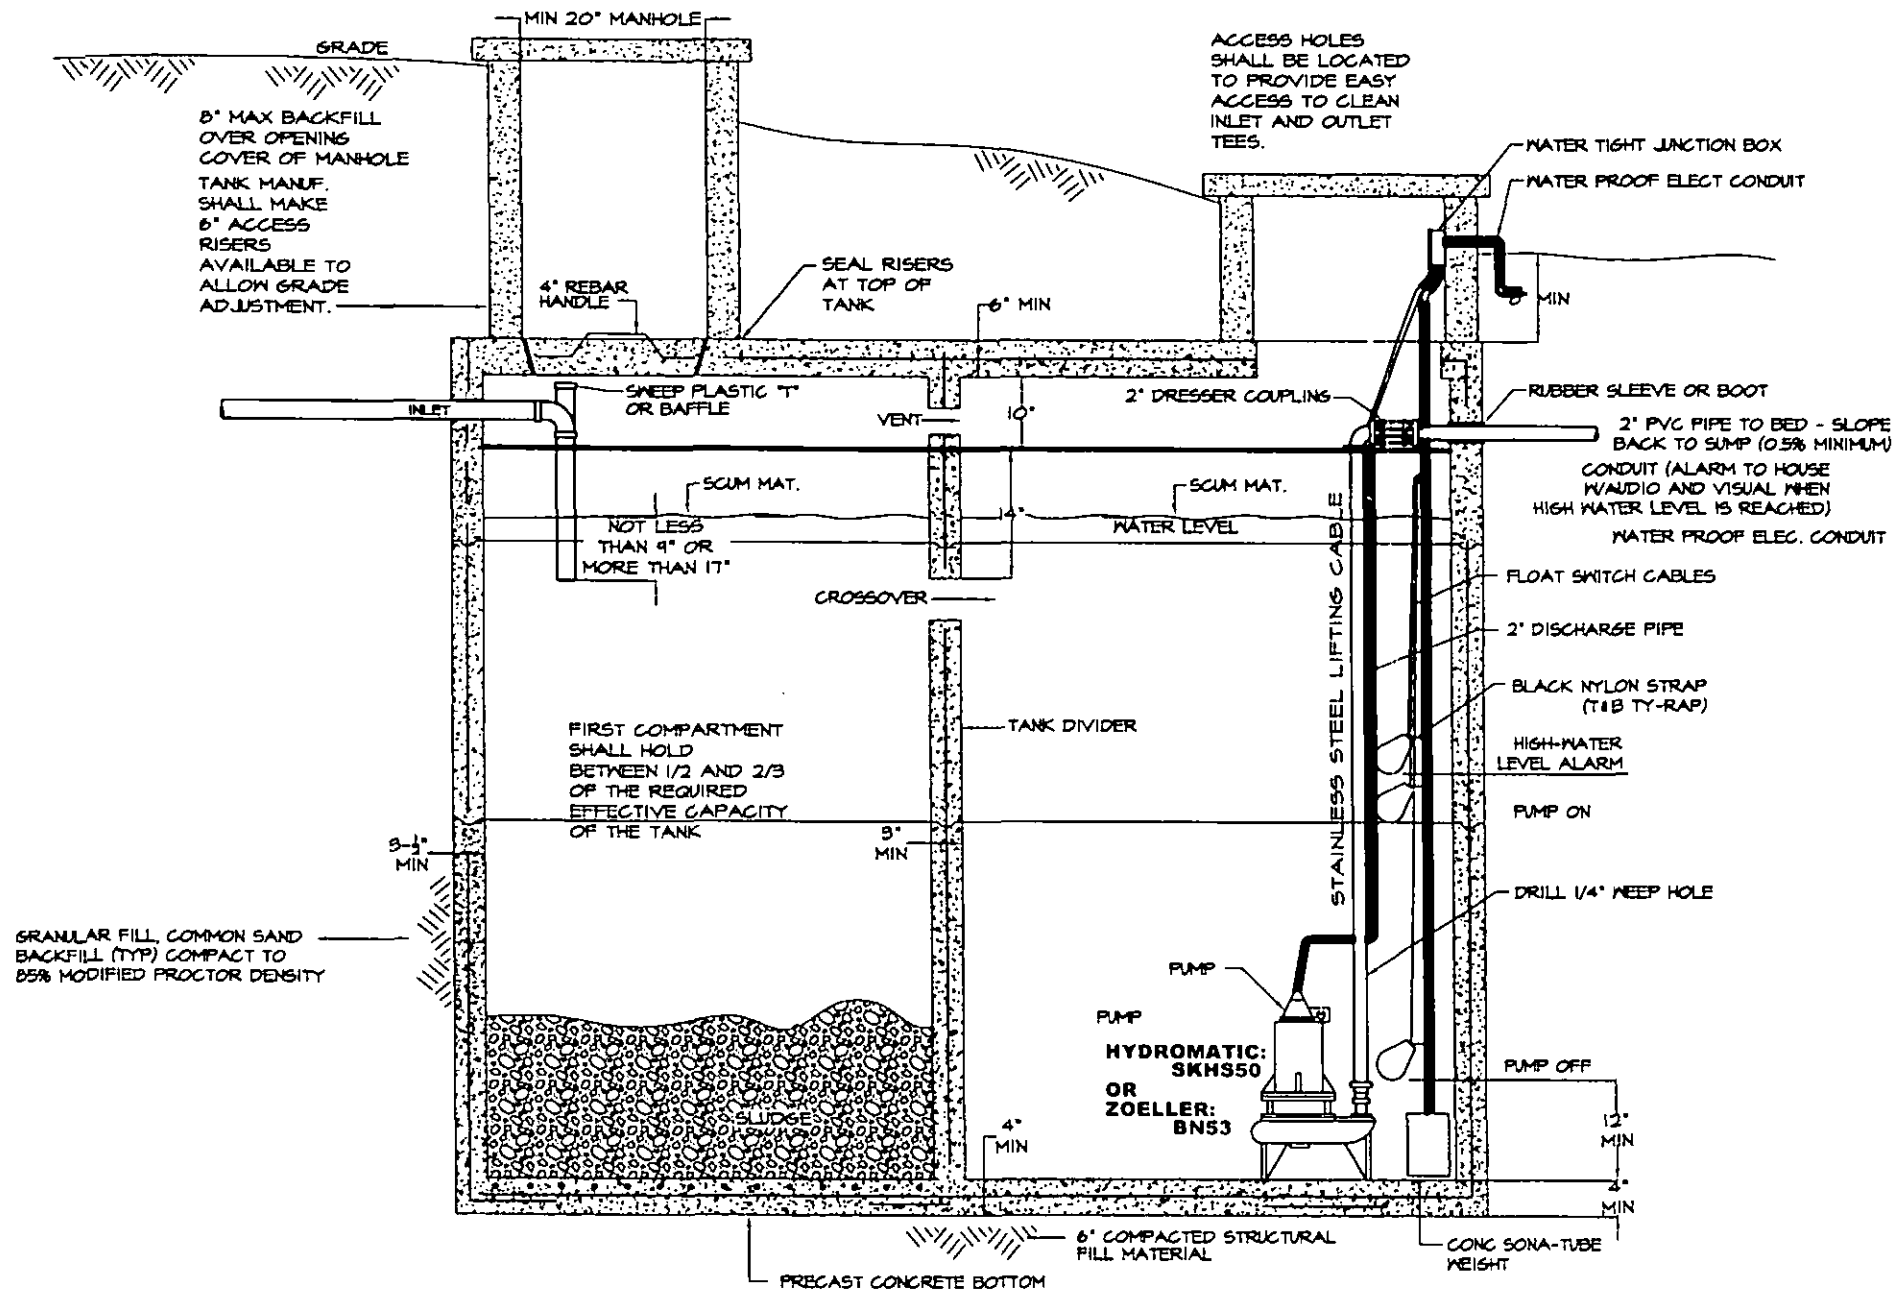 MIN 20" MANHOLE
GRADE
8" MAX BACKFILL
OVER OPENING
COVER OF MANHOLE
TANK MANUF.
SHALL MAKE
6" ACCESS
RISERS
AVAILABLE TO
ALLOW GRADE
ADJUSTMENT.
4" REBAR
HANDLE
SEAL RISERS
AT TOP OF
TANK
6" MIN
ACCESS HOLES
SHALL BE LOCATED
TO PROVIDE EASY
ACCESS TO CLEAN
INLET AND OUTLET
TEES.
WATER TIGHT JUNCTION BOX
WATER PROOF ELECT CONDUIT
MIN
INLET
SWEEP PLASTIC "T"
OR BAFFLE
VENT
10"
2" DRESSER COUPLING
RUBBER SLEEVE OR BOOT
2" PVC PIPE TO BED - SLOPE
BACK TO SUMP (0.5% MINIMUM)
CONDUIT (ALARM TO HOUSE
W/AUDIO AND VISUAL WHEN
HIGH WATER LEVEL IS REACHED)
WATER PROOF ELEC. CONDUIT
SCUM MAT.
SCUM MAT.
14"
WATER LEVEL
NOT LESS
THAN 9" OR
MORE THAN 17"
CROSSOVER
FLOAT SWITCH CABLES
2" DISCHARGE PIPE
BLACK NYLON STRAP
(T&B TY-RAP)
HIGH-WATER
LEVEL ALARM
PUMP ON
STAINLESS STEEL LIFTING CABLE
TANK DIVIDER
FIRST COMPARTMENT
SHALL HOLD
BETWEEN 1/2 AND 2/3
OF THE REQUIRED
EFFECTIVE CAPACITY
OF THE TANK
3-½"
MIN
3"
MIN
DRILL 1/4" WEEP HOLE
GRANULAR FILL, COMMON SAND
BACKFILL (TYP) COMPACT TO
85% MODIFIED PROCTOR DENSITY
PUMP
PUMP
HYDROMATIC:
SKHS50
OR
ZOELLER:
BN53
PUMP OFF
SLUDGE
4"
MIN
12"
MIN
4"
MIN
6" COMPACTED STRUCTURAL
FILL MATERIAL
CONC SONA-TUBE
WEIGHT
PRECAST CONCRETE BOTTOM